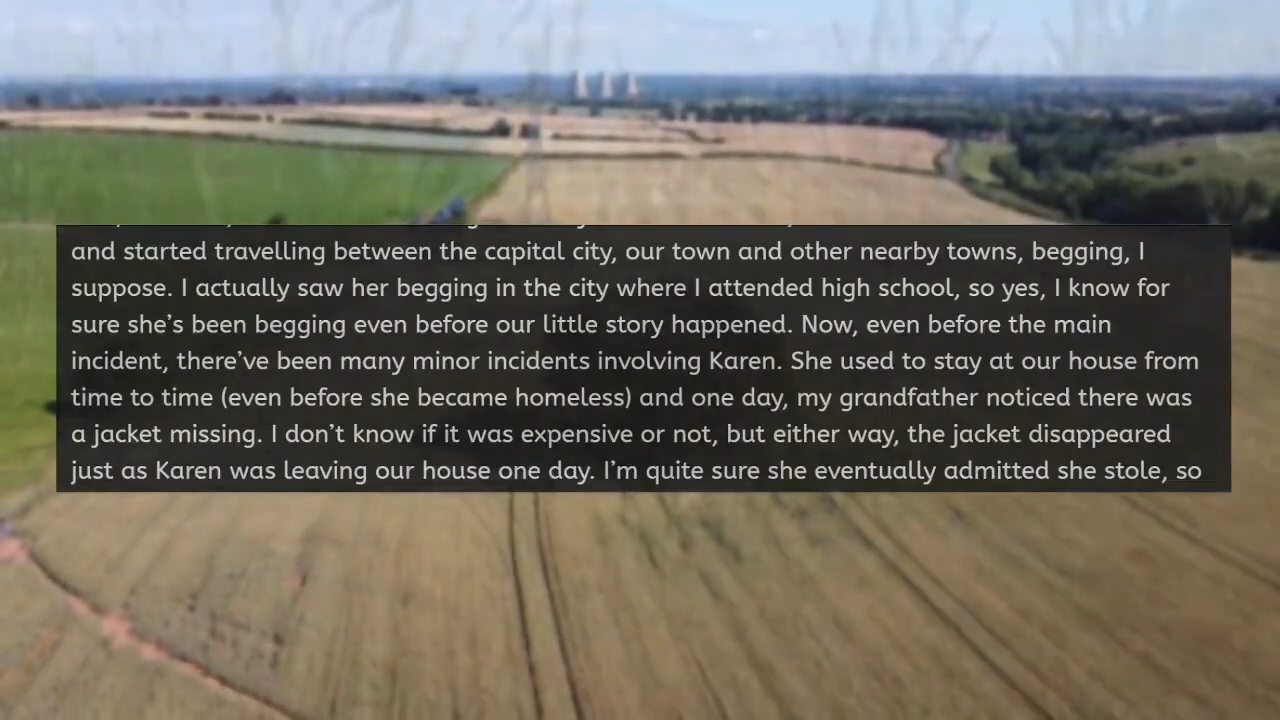 and started travelling between the capital city, our town and other nearby towns, begging, I
suppose. I actually saw her begging in the city where I attended high school, so yes, I know for
sure she's been begging even before our little story happened. Now, even before the main
incident, there've been many minor incidents involving Karen. She used to stay at our house from
time to time (even before she became homeless) and one day, my grandfather noticed there was
a jacket missing. I don't know if it was expensive or not, but either way, the jacket disappeared
just as Karen was leaving our house one day. I'm quite sure she eventually admitted she stole, so